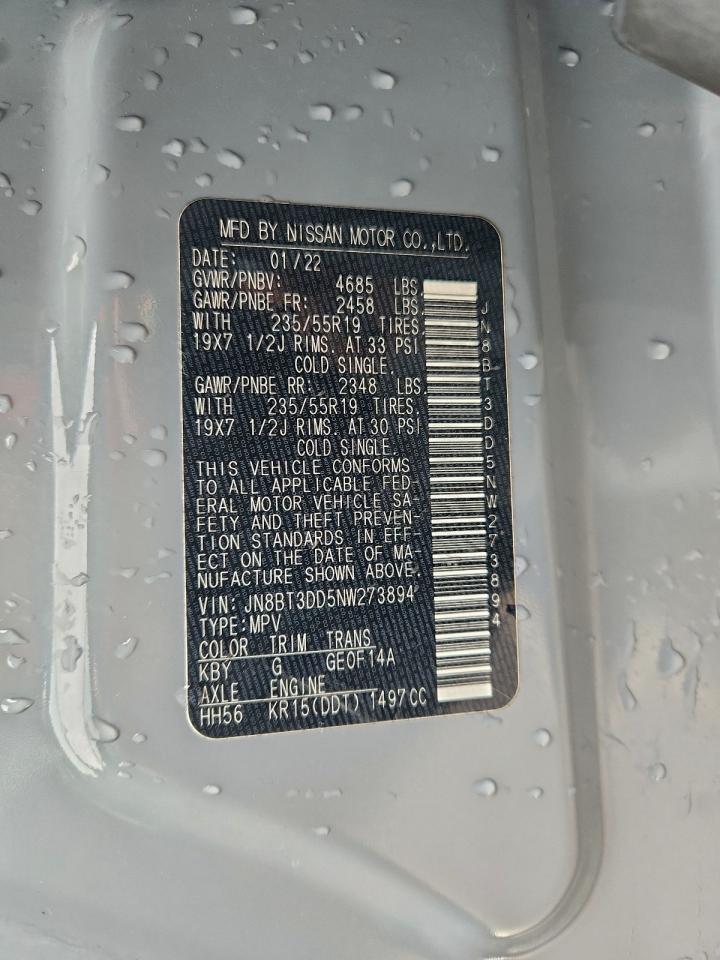 MFD BY NISSAN MOTOR CO.,LTD.
DATE: 01/22
GVWR/PNBV: 4685 LBS.
GAWR/PNBE FR: 2458 LBS.
WITH 235/55R19 TIRES.
19X7 1/2J RIMS. AT 33 PSI
COLD SINGLE.
GAWR/PNBE RR: 2348 LBS.
WITH 235/55R19 TIRES.
19X7 1/2J RIMS. AT 30 PSI
COLD SINGLE.
THIS VEHICLE CONFORMS
TO ALL APPLICABLE FED-
ERAL MOTOR VEHICLE SA-
FETY AND THEFT PREVEN-
TION STANDARDS IN EFF-
ECT ON THE DATE OF MA-
NUFACTURE SHOWN ABOVE.
VIN: JN8BT3DD5NW273894
TYPE:MPV
COLOR TRIM TRANS
KBY G GE0F14A
AXLE ENGINE
HH56 KR15(DDT) 1497CC
JN8BT3DD5NW273894